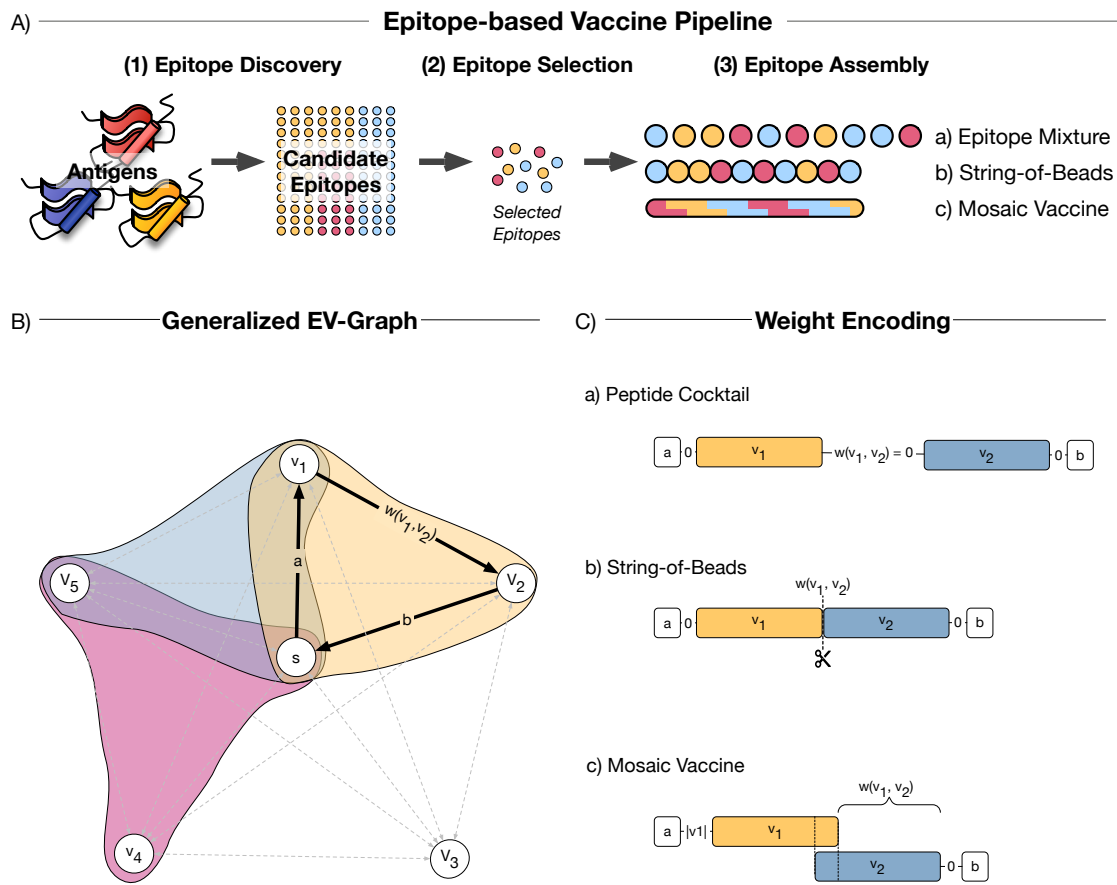 A) Epitope-based Vaccine Pipeline
(1) Epitope Discovery
(2) Epitope Selection
(3) Epitope Assembly
Antigens
Candidate
Epitopes
Selected
Epitopes
a) Epitope Mixture
b) String-of-Beads
c) Mosaic Vaccine
B) Generalized EV-Graph
v1
w(v1, v2)
a
V5
V2
b
s
v4
V3
C) Weight Encoding
a) Peptide Cocktail
a 0 v1 w(v1, v2) = 0 v2 0 b
b) String-of-Beads
w(v1, v2)
a 0 v1 v2 0 b
c) Mosaic Vaccine
w(v1, v2)
a |v1| v1
v2 0 b